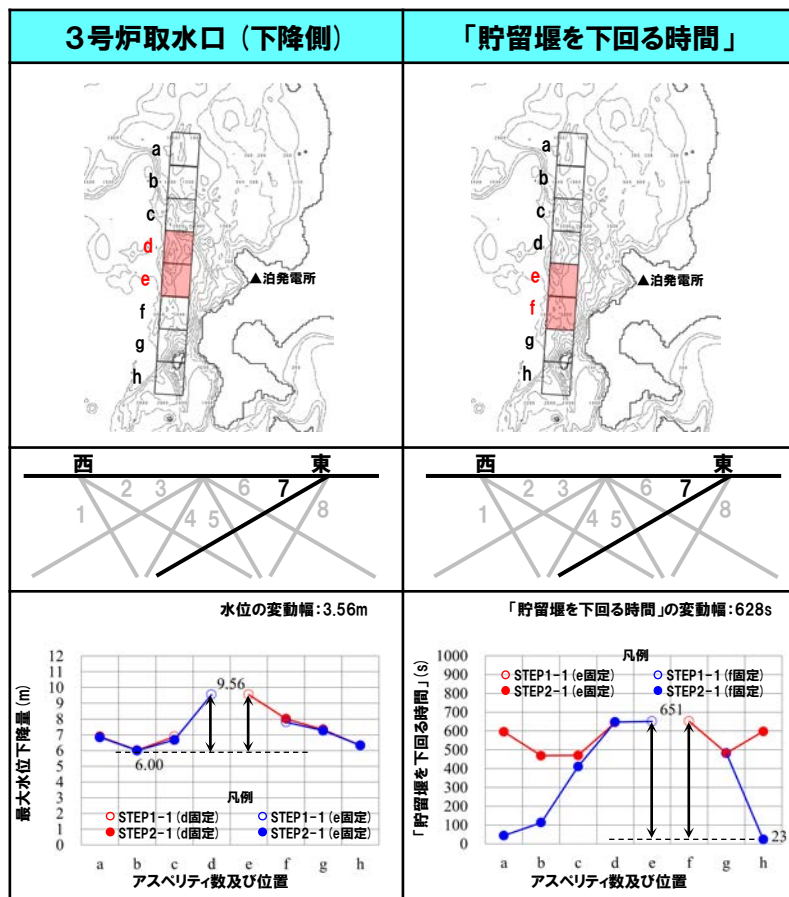 3号炉取水口(下降側)
「貯留堰を下回る時間」
a
b
c
d
e
f
g
h
▲泊発電所
a
b
c
d
e
f
g
h
▲泊発電所
西
東
1
2
3
4
5
6
7
8
西
東
1
2
3
4
5
6
7
8
水位の変動幅:3.56m
最大水位下降量(m)
12
11
10
9
8
7
6
5
4
3
2
1
0
9.56
6.00
凡例
STEP1-1(d固定)
STEP1-1(e固定)
STEP2-1(d固定)
STEP2-1(e固定)
a b c d e f g h
アスペリティ数及び位置
「貯留堰を下回る時間」の変動幅:628s
「貯留堰を下回る時間」(s)
1000
900
800
700
600
500
400
300
200
100
0
凡例
STEP1-1(e固定)
STEP1-1(f固定)
STEP2-1(e固定)
STEP2-1(f固定)
651
23
a b c d e f g h
アスペリティ数及び位置